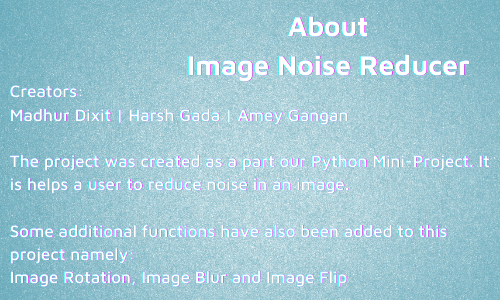 About
Image Noise Reducer
Creators:
Madhur Dixit | Harsh Gada | Amey Gangan
The project was created as a part our Python Mini-Project. It
is helps a user to reduce noise in an image.
Some additional functions have also been added to this
project namely:
Image Rotation, Image Blur and Image Flip